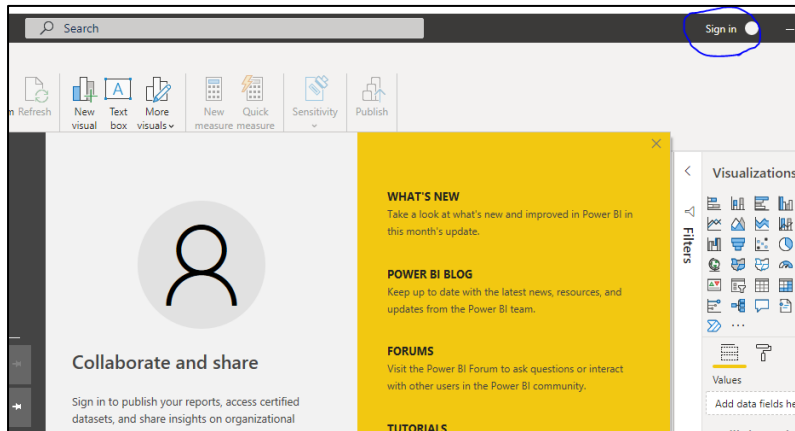 Search
Sign in
m Refresh
New visual
Text box
More visuals
New measure
Quick measure
Sensitivity
Publish
Collaborate and share
Sign in to publish your reports, access certified
datasets, and share insights on organizational
WHAT'S NEW
Take a look at what's new and improved in Power BI in
this month's update.
POWER BI BLOG
Keep up to date with the latest news, resources, and
updates from the Power BI team.
FORUMS
Visit the Power BI Forum to ask questions or interact
with other users in the Power BI community.
TUTORIALS
Filters
Visualizations
Values
Add data fields he